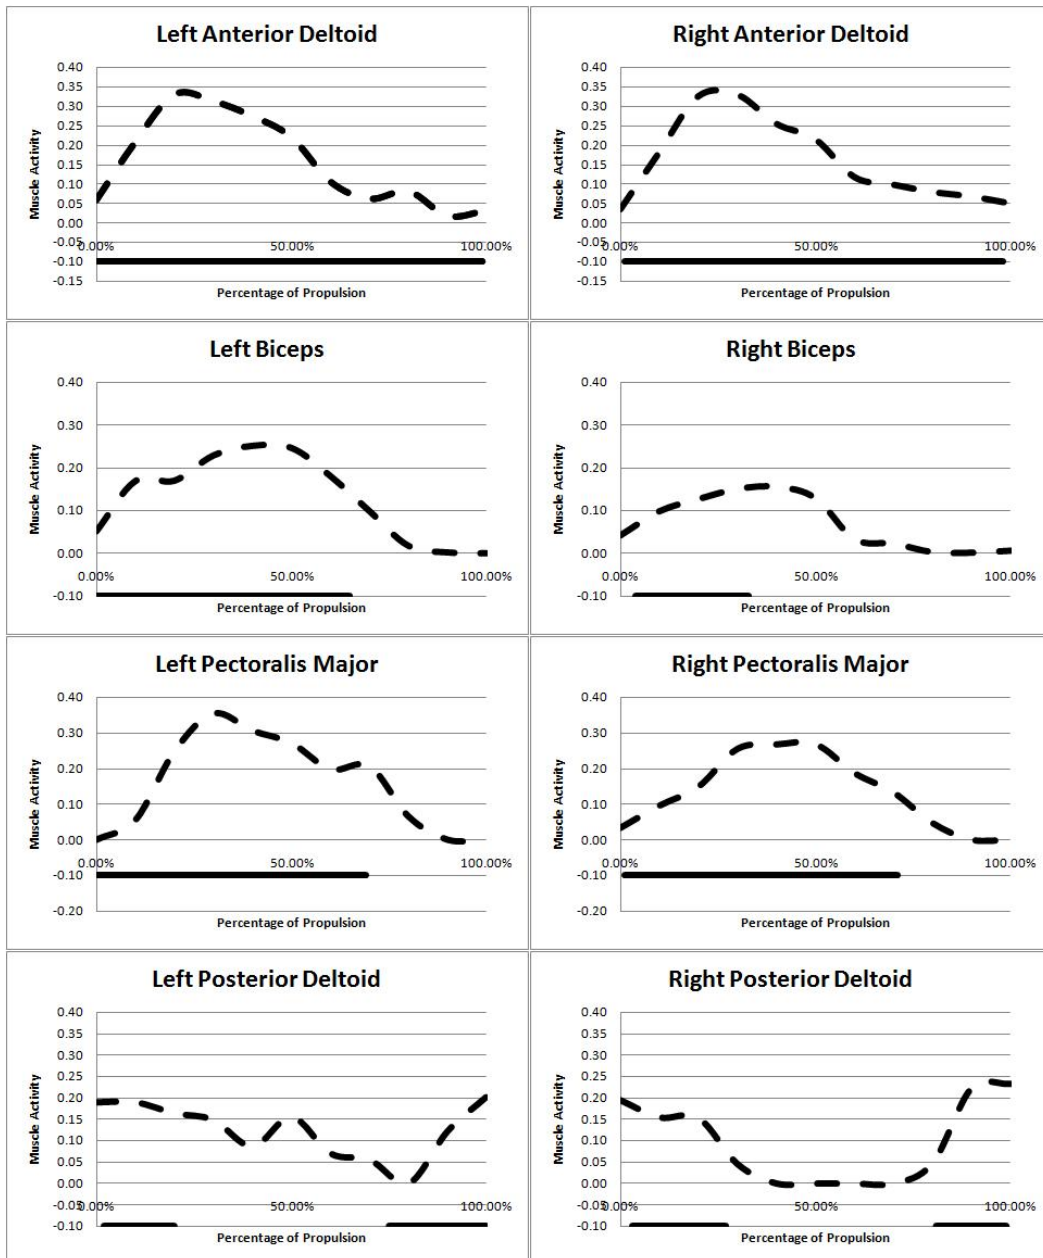 Left Anterior Deltoid
0.40
0.35
0.30
0.25
0.20
0.15
0.10
0.05
0.00
-0.05
-0.10
-0.15
0.00% 50.00% 100.00%
Muscle Activity
Percentage of Propulsion
Right Anterior Deltoid
0.40
0.35
0.30
0.25
0.20
0.15
0.10
0.05
0.00
-0.05
-0.10
-0.15
0.00% 50.00% 100.00%
Muscle Activity
Percentage of Propulsion
Left Biceps
0.40
0.30
0.20
0.10
0.00
-0.10
0.00% 50.00% 100.00%
Muscle Activity
Percentage of Propulsion
Right Biceps
0.40
0.30
0.20
0.10
0.00
-0.10
0.00% 50.00% 100.00%
Muscle Activity
Percentage of Propulsion
Left Pectoralis Major
0.40
0.30
0.20
0.10
0.00
-0.10
-0.20
0.00% 50.00% 100.00%
Muscle Activity
Percentage of Propulsion
Right Pectoralis Major
0.40
0.30
0.20
0.10
0.00
-0.10
-0.20
0.00% 50.00% 100.00%
Muscle Activity
Percentage of Propulsion
Left Posterior Deltoid
0.40
0.35
0.30
0.25
0.20
0.15
0.10
0.05
0.00
-0.05
-0.10
0.00% 50.00% 100.00%
Muscle Activity
Percentage of Propulsion
Right Posterior Deltoid
0.40
0.35
0.30
0.25
0.20
0.15
0.10
0.05
0.00
-0.05
-0.10
0.00% 50.00% 100.00%
Muscle Activity
Percentage of Propulsion